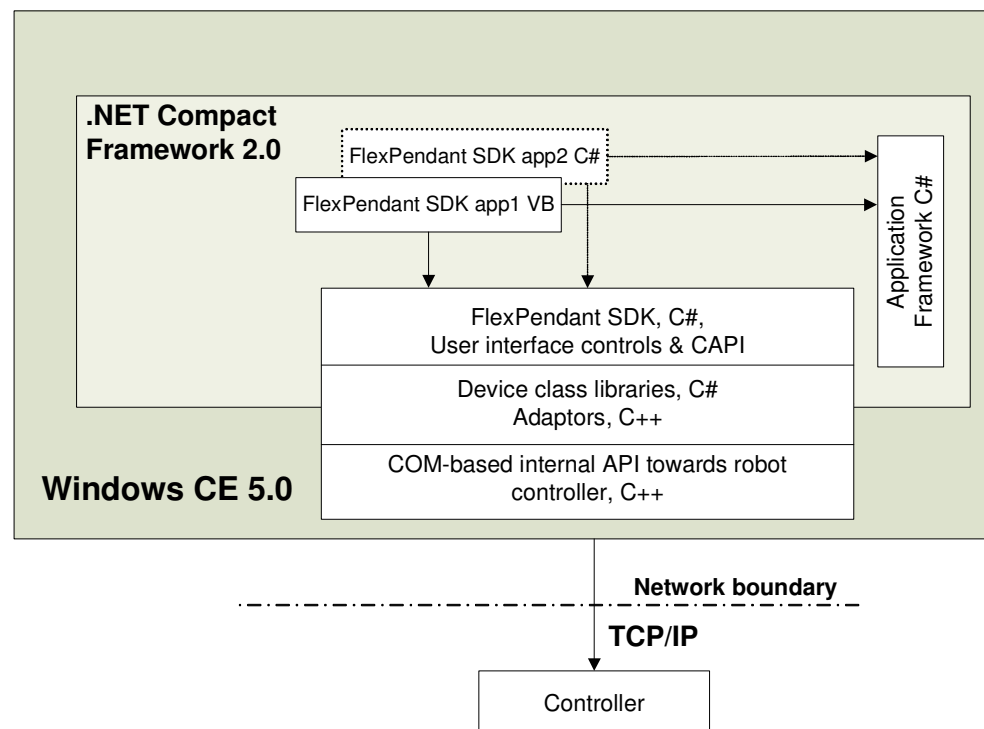 .NET Compact
Framework 2.0
FlexPendant SDK app2 C#
FlexPendant SDK app1 VB
Application
Framework C#
FlexPendant SDK, C#,
User interface controls & CAPI
Device class libraries, C#
Adaptors, C++
COM-based internal API towards robot
controller, C++
Windows CE 5.0
Network boundary
TCP/IP
Controller